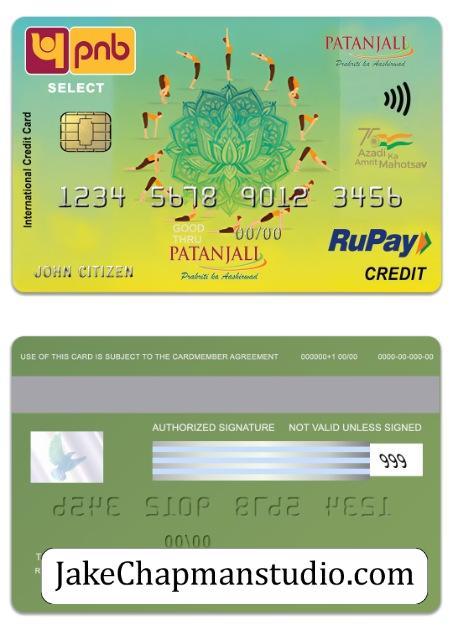 पी pnb
SELECT
PATANJALI
Prakriti ka Aashirwad
International Credit Card
75
Azadi Ka
Amrit Mahotsav
1234 5678 9012 3456
GOOD
THRU
00/00
PATANJALI
Prakriti ka Aashirwad
RuPay
JOHN CITIZEN
CREDIT
USE OF THIS CARD IS SUBJECT TO THE CARDMEMBER AGREEMENT 000000+1 00/00 0000-00-000-00
AUTHORIZED SIGNATURE NOT VALID UNLESS SIGNED
999
00/00
JakeChapmanstudio.com